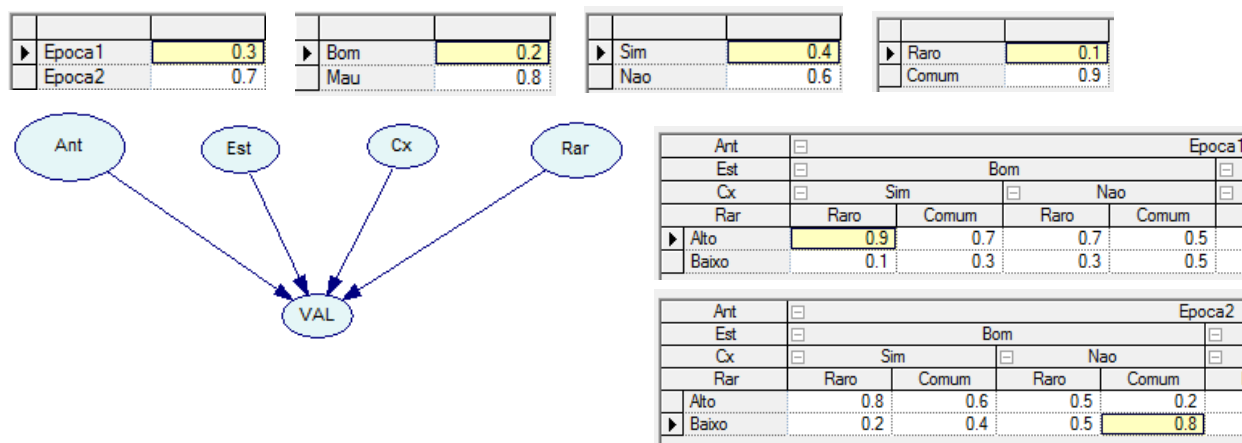 Epoca1 0.3
Epoca2 0.7
Bom 0.2
Mau 0.8
Sim 0.4
Nao 0.6
Raro 0.1
Comum 0.9
Ant
Est
Cx
Rar
VAL
Ant Epoca1
Est Bom
Cx Sim Nao
Rar Raro Comum Raro Comum
Alto 0.9 0.7 0.7 0.5
Baixo 0.1 0.3 0.3 0.5
Ant Epoca2
Est Bom
Cx Sim Nao
Rar Raro Comum Raro Comum
Alto 0.8 0.6 0.5 0.2
Baixo 0.2 0.4 0.5 0.8